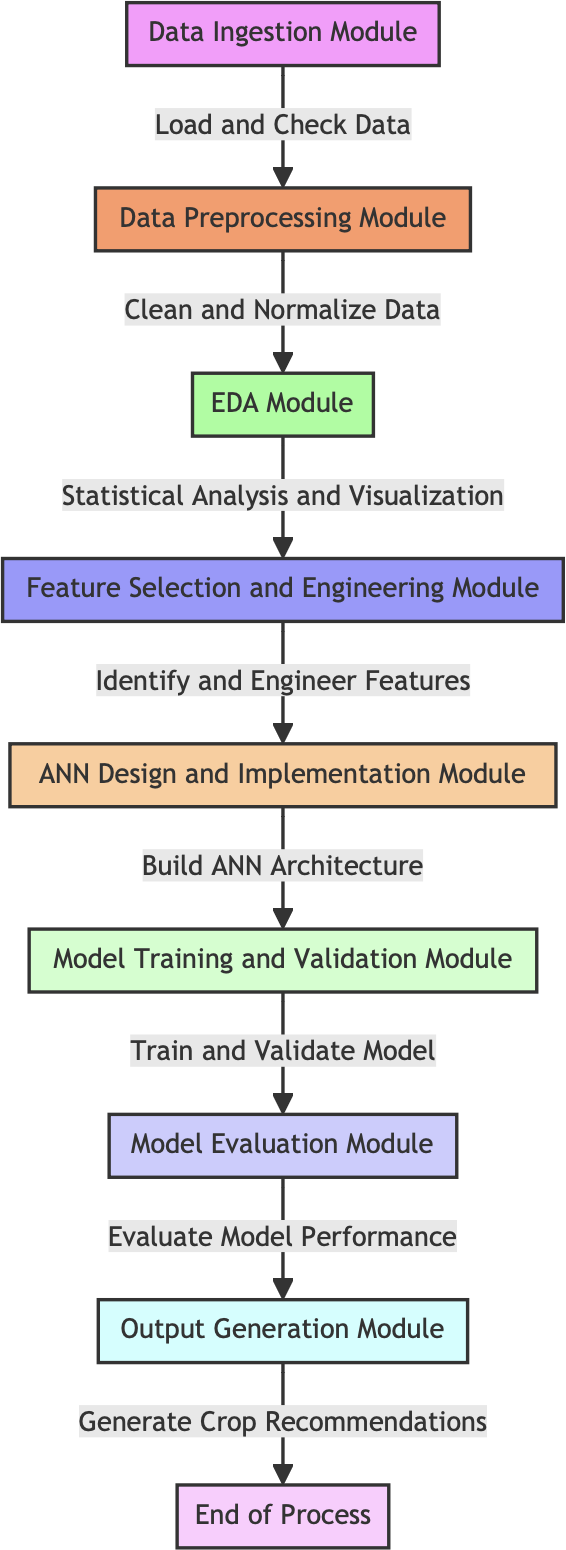 Data Ingestion Module
Load and Check Data
Data Preprocessing Module
Clean and Normalize Data
EDA Module
Statistical Analysis and Visualization
Feature Selection and Engineering Module
Identify and Engineer Features
ANN Design and Implementation Module
Build ANN Architecture
Model Training and Validation Module
Train and Validate Model
Model Evaluation Module
Evaluate Model Performance
Output Generation Module
Generate Crop Recommendations
End of Process